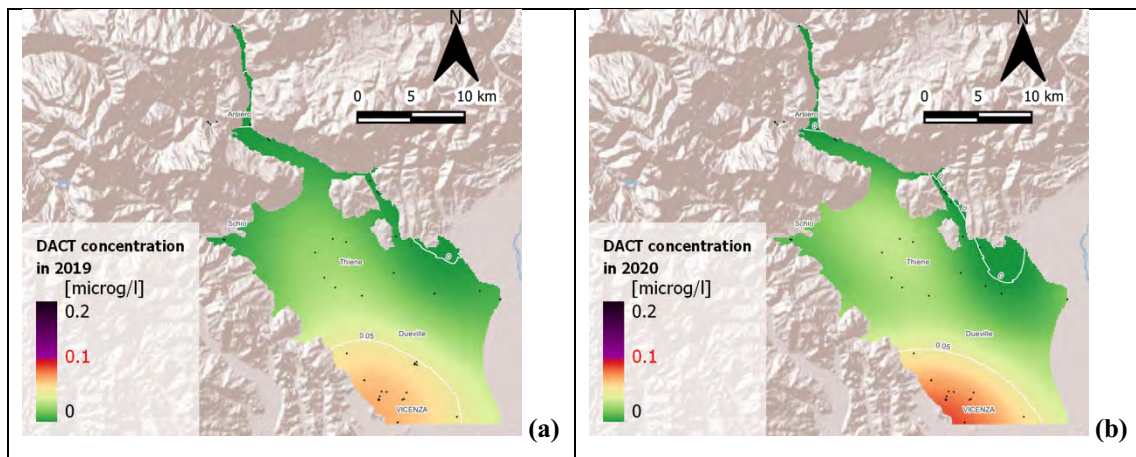 N
0 5 10 km
Arsiero
0
Schio
DACT concentration
in 2019
Thiene
[microg/l]
0.2
0.1
0
0.05
Dueville
VICENZA
(a)
N
0 5 10 km
Arsiero
0
0
0
Schio
DACT concentration
in 2020
Thiene
0
[microg/l]
0.2
0.1
0
0.05
Dueville
VICENZA
(b)